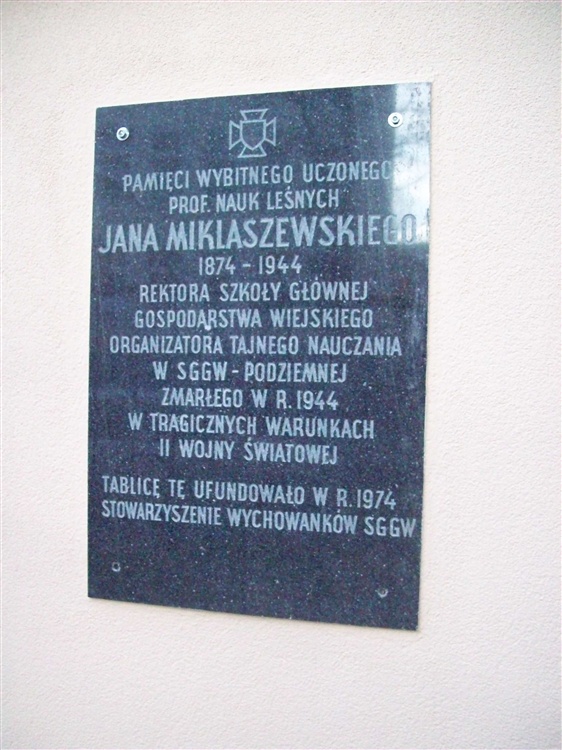 PAMIĘCI WYBITNEGO UCZONEGO
PROF. NAUK LEŚNYCH
JANA MIKLASZEWSKIEGO
1874 - 1944
REKTORA SZKOŁY GŁÓWNEJ
GOSPODARSTWA WIEJSKIEGO
ORGANIZATORA TAJNEGO NAUCZANIA
W SGGW - PODZIEMNEJ
ZMARŁEGO W R. 1944
W TRAGICZNYCH WARUNKACH
II WOJNY ŚWIATOWEJ
TABLICĘ TĘ UFUNDOWAŁO W R. 1974
STOWARZYSZENIE WYCHOWANKÓW SGGW